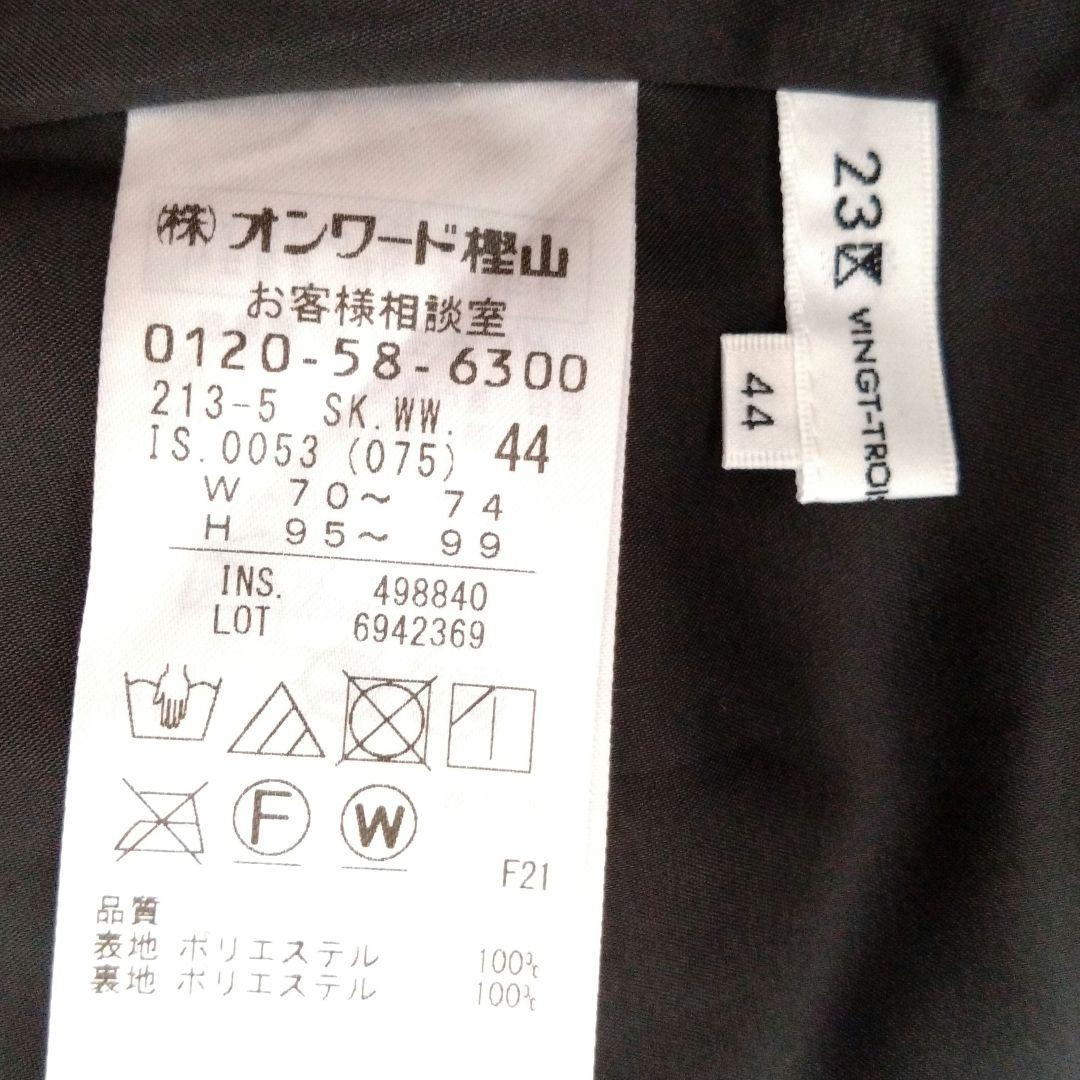 ㈱オンワード樫山
お客様相談室
0120-58-6300
213-5 SK.WW.
IS.0053 (075) 44
W 70〜 74
H 95〜 99
INS. 498840
LOT 6942369
F
W
F21
品質
表地 ポリエステル 100%
裏地 ポリエステル 100%
23区
VINGT-TROIS
44